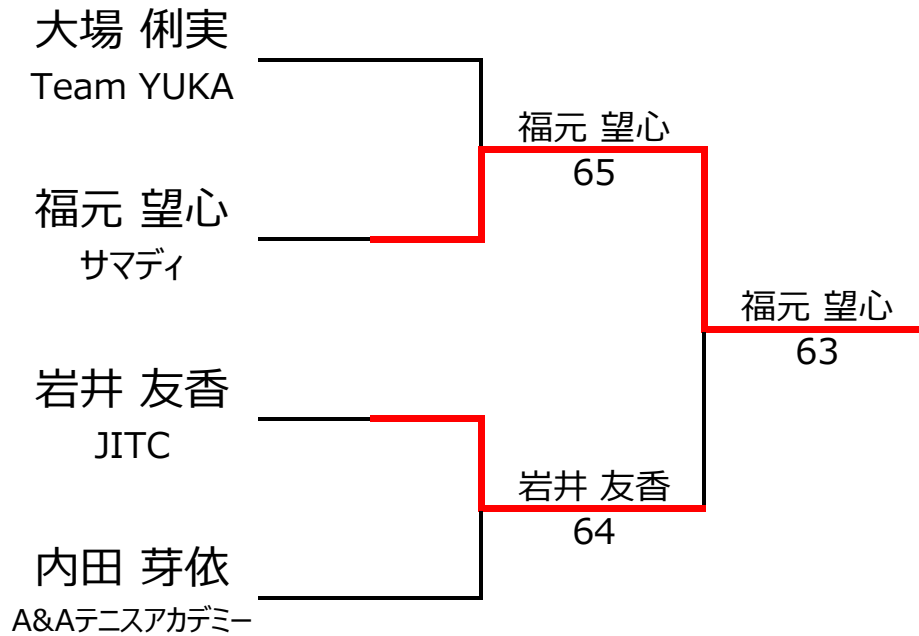 大場 俐実
Team YUKA
福元 望心
65
福元 望心
サマディ
福元 望心
63
岩井 友香
JITC
岩井 友香
64
内田 芽依
A&Aテニスアカデミー